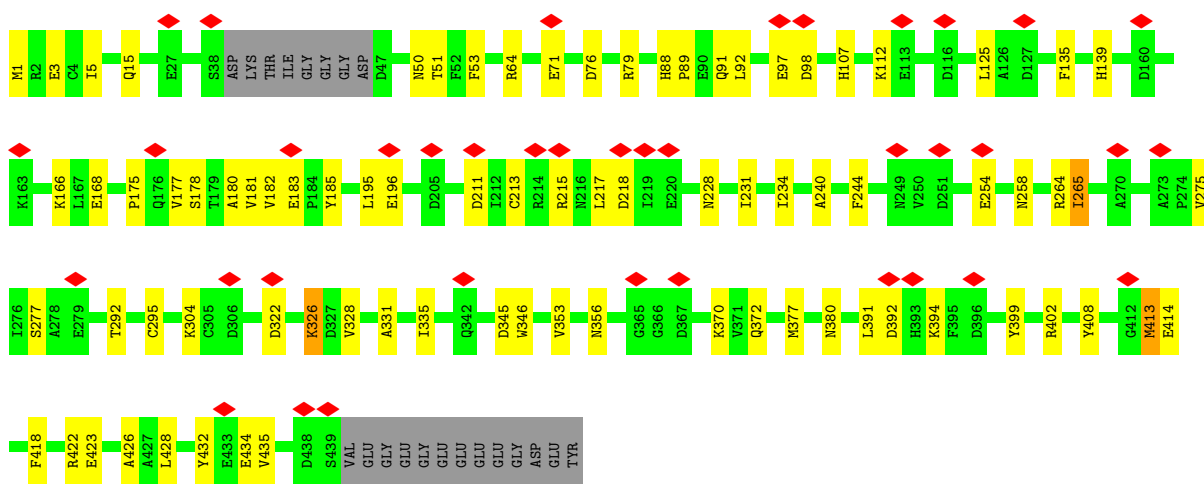 M1 R2 E3 C4 I5 Q15 E27 S38 ASP LYS THR ILE GLY GLY GLY ASP D47 N50 T51 F52 F53 R64 E71 D76 R79 H88 P89 E90 Q91 L92 E97 D98 H107 K112 E113 D116 L125 A126 D127 F135 H139 D160
K163 K166 L167 E168 P175 Q176 V177 S178 T179 A180 V181 V182 E183 P184 Y185 L195 E196 D205 D211 I212 C213 R214 R215 N216 L217 D218 I219 E220 N228 I231 I234 A240 F244 N249 V250 D251 E254 N258 R264 I265 A270 A273 P274 V275
I276 S277 A278 E279 T292 C295 K304 C305 D306 D322 K326 D327 V328 A331 I335 Q342 D345 W346 V353 N356 G365 G366 D367 K370 V371 Q372 M377 N380 L391 D392 H393 K394 F395 D396 Y399 R402 Y408 G412 M413 E414
F418 R422 E423 A426 A427 L428 Y432 E433 E434 V435 D438 S439 VAL GLU GLY GLU GLY GLU GLU GLU GLU GLY ASP GLU TYR